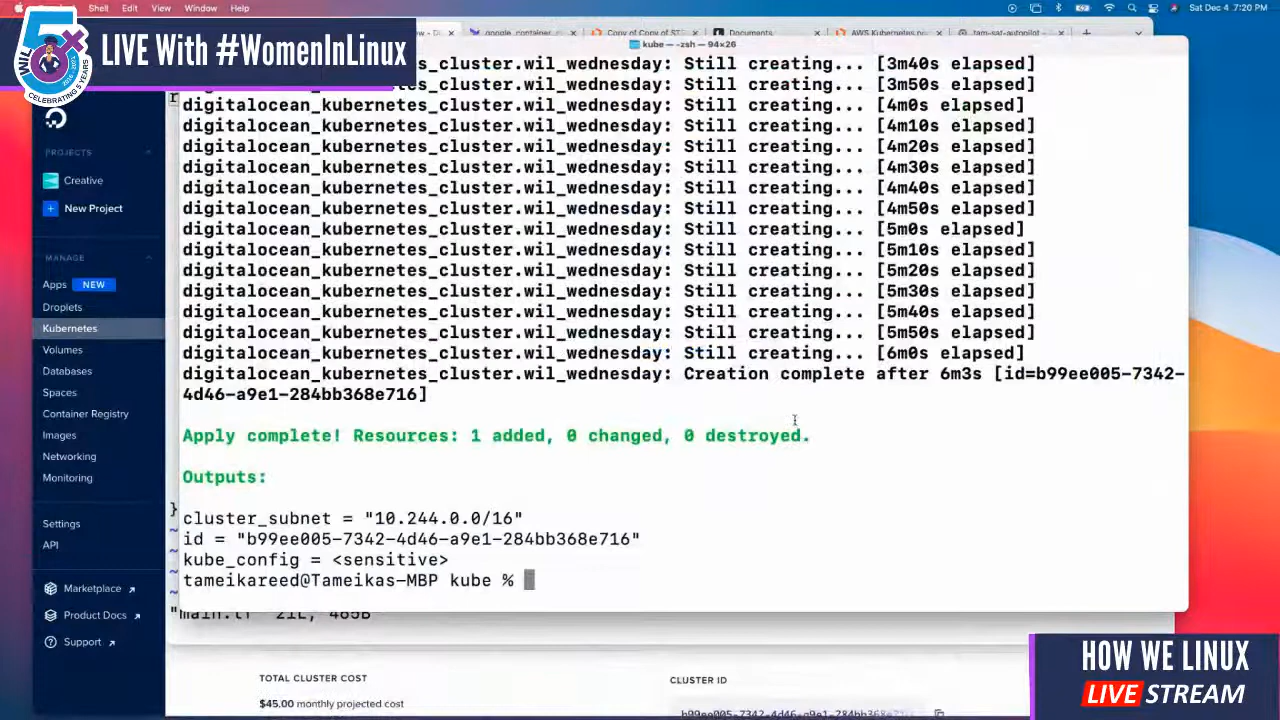 Shell
Edit
View
Window
Help
Sat Dec 4 7:20 PM
5x
WIL
CELEBRATING 5 YEARS
LIVE With #WomenInLinux
google_container_c
Copy of Copy of ST
Documents
AWS Kubernetes
tam-sat-autopilot
kube — -zsh — 94×26
digitalocean_kubernetes_cluster.wil_wednesday: Still creating... [3m40s elapsed]
digitalocean_kubernetes_cluster.wil_wednesday: Still creating... [3m50s elapsed]
digitalocean_kubernetes_cluster.wil_wednesday: Still creating... [4m0s elapsed]
digitalocean_kubernetes_cluster.wil_wednesday: Still creating... [4m10s elapsed]
digitalocean_kubernetes_cluster.wil_wednesday: Still creating... [4m20s elapsed]
digitalocean_kubernetes_cluster.wil_wednesday: Still creating... [4m30s elapsed]
digitalocean_kubernetes_cluster.wil_wednesday: Still creating... [4m40s elapsed]
digitalocean_kubernetes_cluster.wil_wednesday: Still creating... [4m50s elapsed]
digitalocean_kubernetes_cluster.wil_wednesday: Still creating... [5m0s elapsed]
digitalocean_kubernetes_cluster.wil_wednesday: Still creating... [5m10s elapsed]
digitalocean_kubernetes_cluster.wil_wednesday: Still creating... [5m20s elapsed]
digitalocean_kubernetes_cluster.wil_wednesday: Still creating... [5m30s elapsed]
digitalocean_kubernetes_cluster.wil_wednesday: Still creating... [5m40s elapsed]
digitalocean_kubernetes_cluster.wil_wednesday: Still creating... [5m50s elapsed]
digitalocean_kubernetes_cluster.wil_wednesday: Still creating... [6m0s elapsed]
digitalocean_kubernetes_cluster.wil_wednesday: Creation complete after 6m3s [id=b99ee005-7342-
4d46-a9e1-284bb368e716]
Apply complete! Resources: 1 added, 0 changed, 0 destroyed.
Outputs:
cluster_subnet = "10.244.0.0/16"
id = "b99ee005-7342-4d46-a9e1-284bb368e716"
kube_config = <sensitive>
tameikareed@Tameikas-MBP kube %
PROJECTS
Creative
New Project
MANAGE
Apps NEW
Droplets
Kubernetes
Volumes
Databases
Spaces
Container Registry
Images
Networking
Monitoring
Settings
API
Marketplace
Product Docs
Support
}
~
~
~
~
"main.tf" 21L, 465B
TOTAL CLUSTER COST
$45.00 monthly projected cost
CLUSTER ID
b99ee005-7342-4d46-a9e1-284bb368e716
HOW WE LINUX
LIVE STREAM